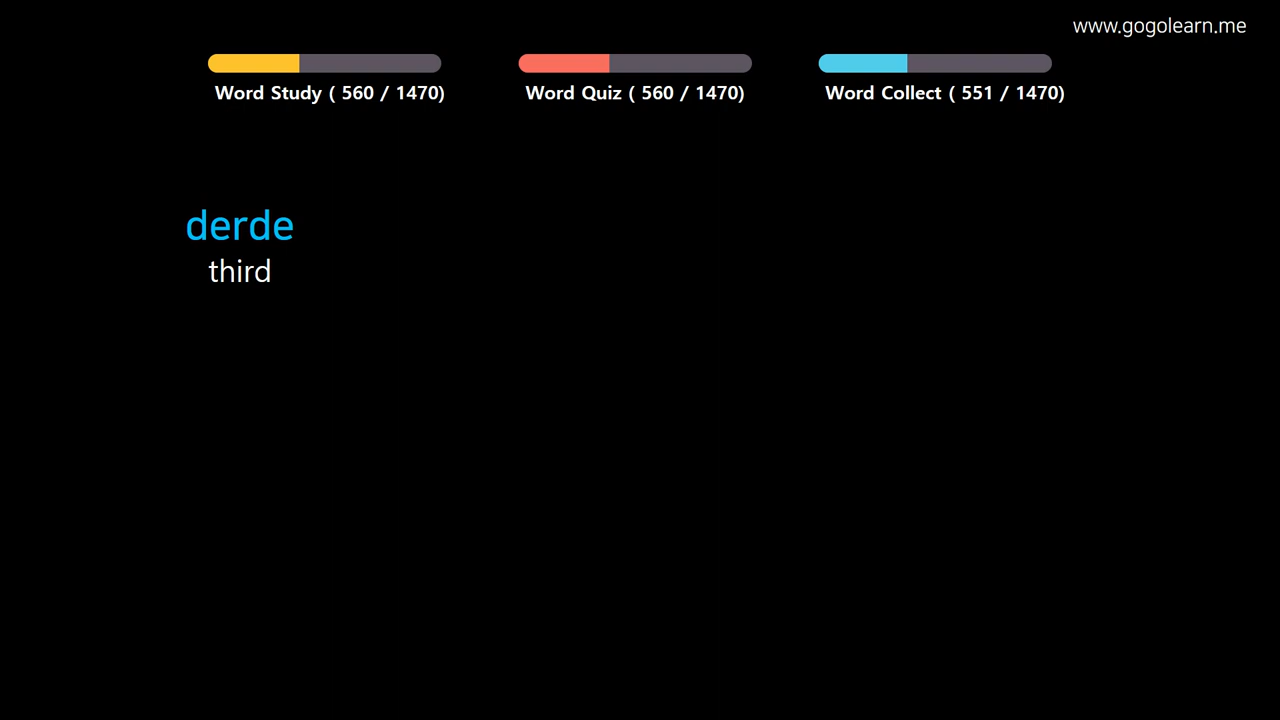 www.gogolearn.me
Word Study ( 560 / 1470)
Word Quiz ( 560 / 1470)
Word Collect ( 551 / 1470)
derde
third